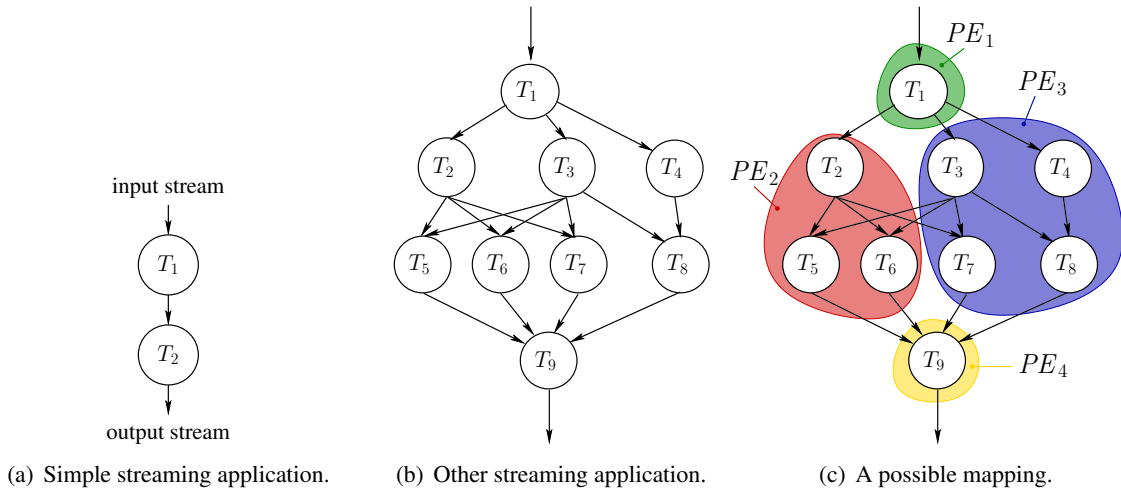 input stream
T1
T2
output stream
(a) Simple streaming application.
T1
T2 T3 T4
T5 T6 T7 T8
T9
(b) Other streaming application.
PE1
T1
PE3
PE2 T2 T3 T4
T5 T6 T7 T8
T9 PE4
(c) A possible mapping.